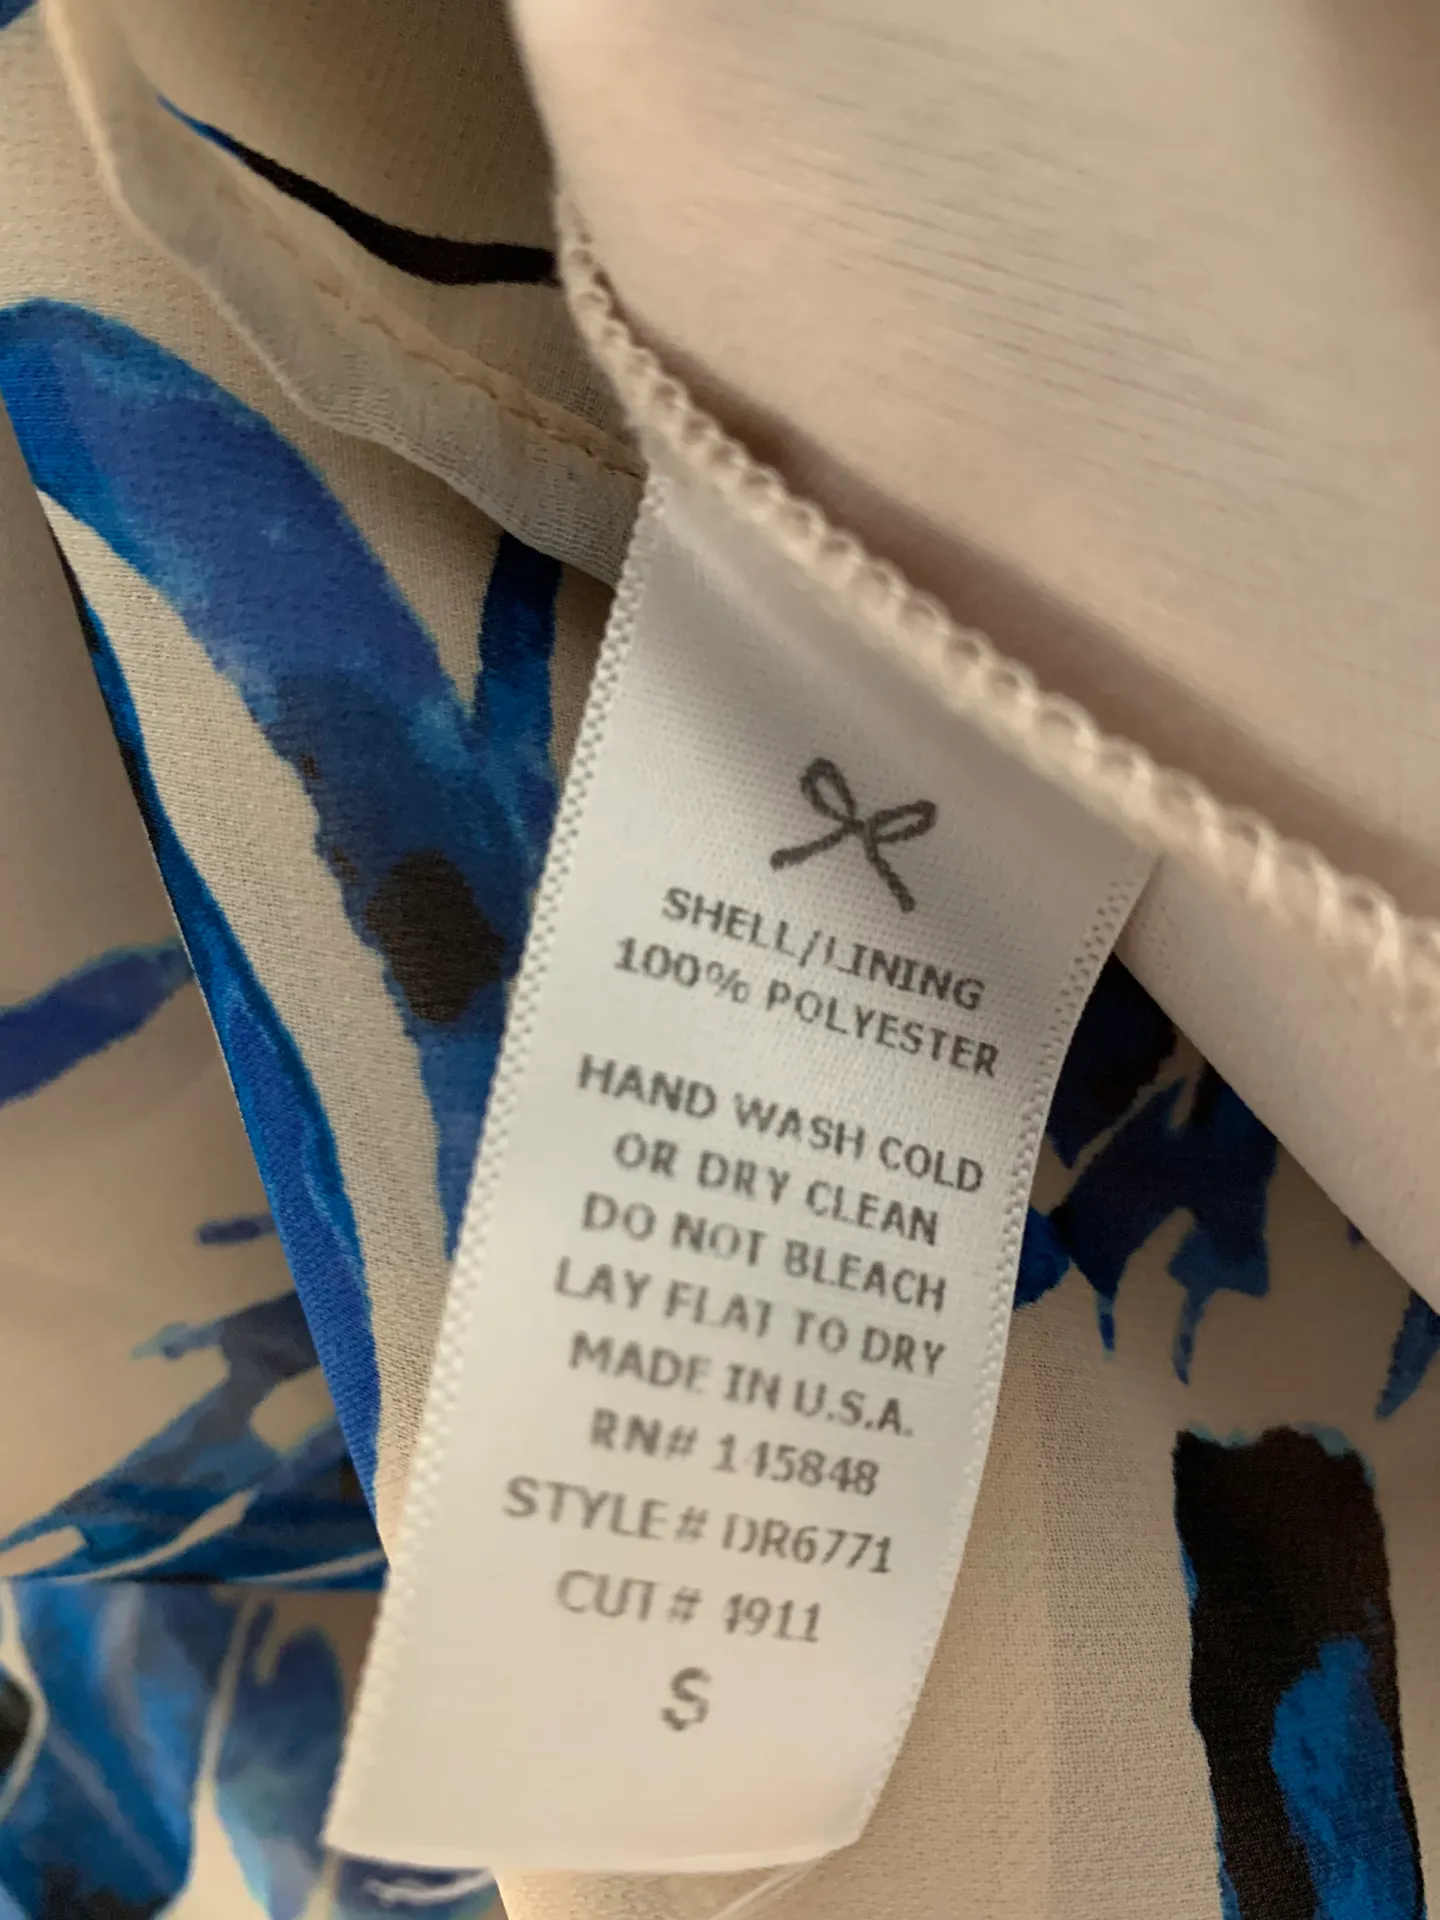 SHELL/LINING
100% POLYESTER
HAND WASH COLD
OR DRY CLEAN
DO NOT BLEACH
LAY FLAT TO DRY
MADE IN U.S.A.
RN# 145848
STYLE# DR6771
CUT#
S